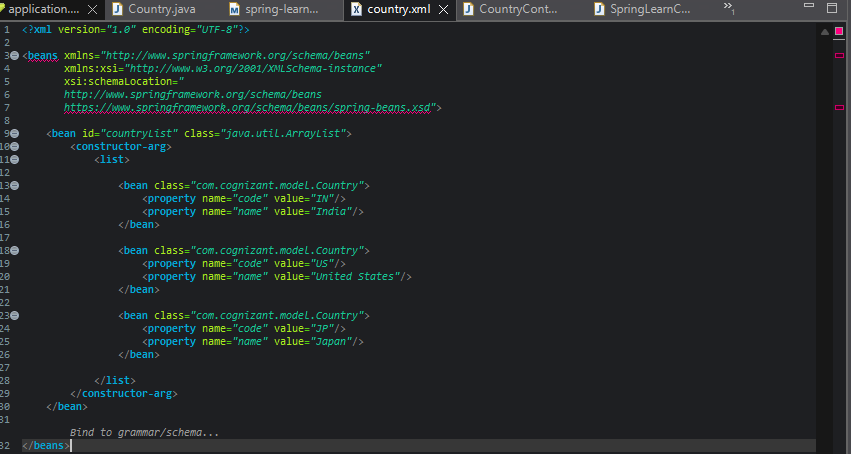 application....
Country.java
spring-learn...
country.xml
CountryCont...
SpringLearnC...
»1
1 <?xml version="1.0" encoding="UTF-8"?>
2
3 <beans xmlns="http://www.springframework.org/schema/beans"
4 xmlns:xsi="http://www.w3.org/2001/XMLSchema-instance"
5 xsi:schemaLocation="
6 http://www.springframework.org/schema/beans
7 https://www.springframework.org/schema/beans/spring-beans.xsd">
8
9 <bean id="countryList" class="java.util.ArrayList">
10 <constructor-arg>
11 <list>
12
13 <bean class="com.cognizant.model.Country">
14 <property name="code" value="IN"/>
15 <property name="name" value="India"/>
16 </bean>
17
18 <bean class="com.cognizant.model.Country">
19 <property name="code" value="US"/>
20 <property name="name" value="United States"/>
21 </bean>
22
23 <bean class="com.cognizant.model.Country">
24 <property name="code" value="JP"/>
25 <property name="name" value="Japan"/>
26 </bean>
27
28 </list>
29 </constructor-arg>
30 </bean>
31
Bind to grammar/schema...
32 </beans>